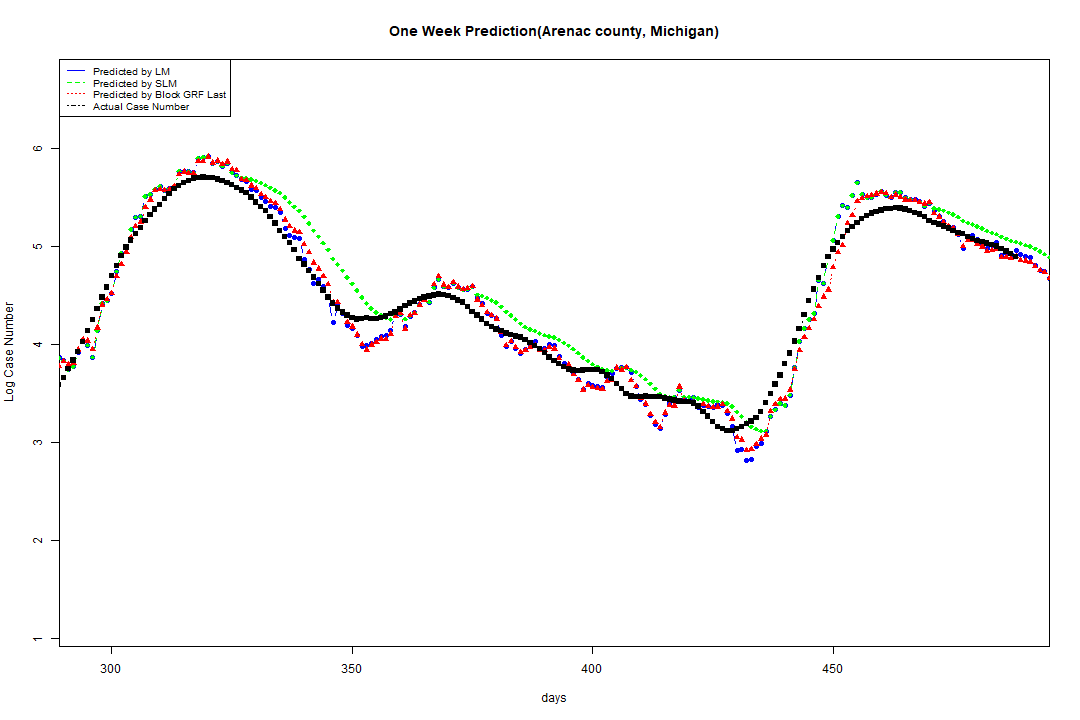 One Week Prediction(Arenac county, Michigan)
Predicted by LM
Predicted by SLM
Predicted by Block GRF Last
Actual Case Number
6
5
4
3
2
1
Log Case Number
300
350
400
450
days